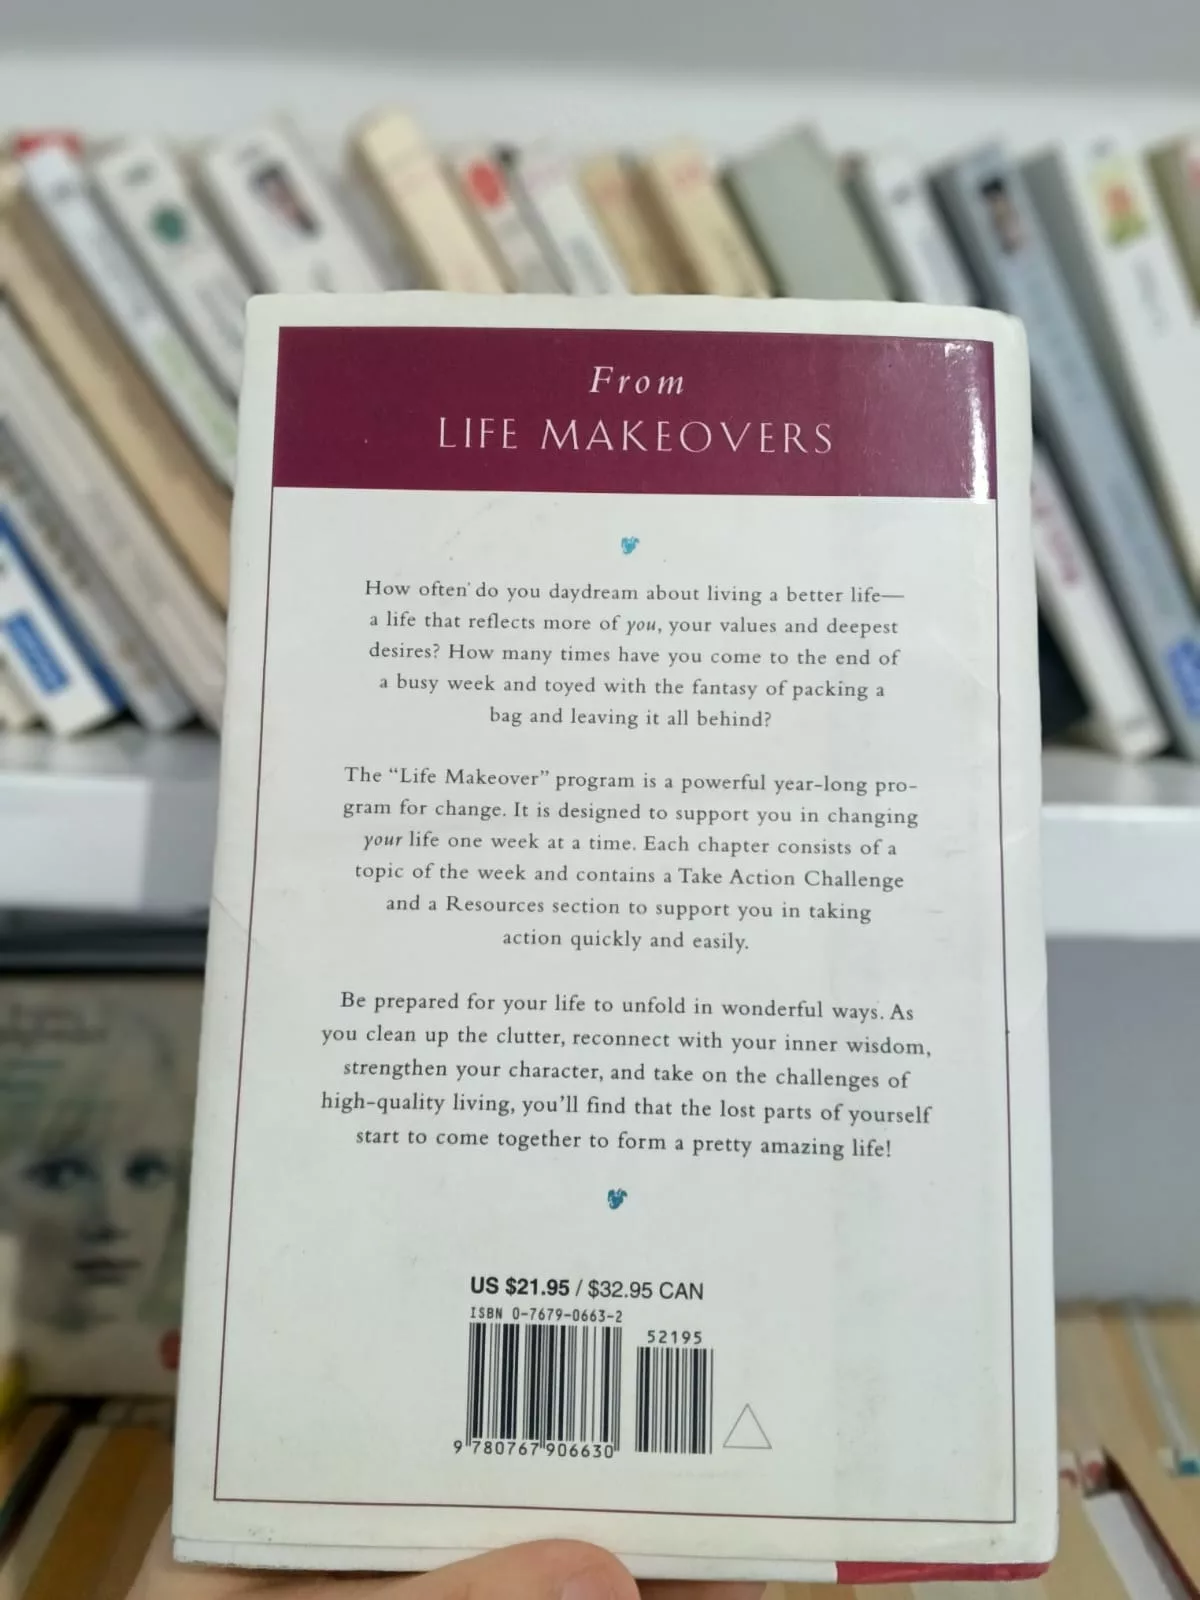 From
LIFE MAKEOVERS
How often do you daydream about living a better life—
a life that reflects more of you, your values and deepest
desires? How many times have you come to the end of
a busy week and toyed with the fantasy of packing a
bag and leaving it all behind?
The “Life Makeover” program is a powerful year-long pro-
gram for change. It is designed to support you in changing
your life one week at a time. Each chapter consists of a
topic of the week and contains a Take Action Challenge
and a Resources section to support you in taking
action quickly and easily.
Be prepared for your life to unfold in wonderful ways. As
you clean up the clutter, reconnect with your inner wisdom,
strengthen your character, and take on the challenges of
high-quality living, you’ll find that the lost parts of yourself
start to come together to form a pretty amazing life!
US $21.95 / $32.95 CAN
ISBN 0-7679-0663-2
52195
9 780767 906630